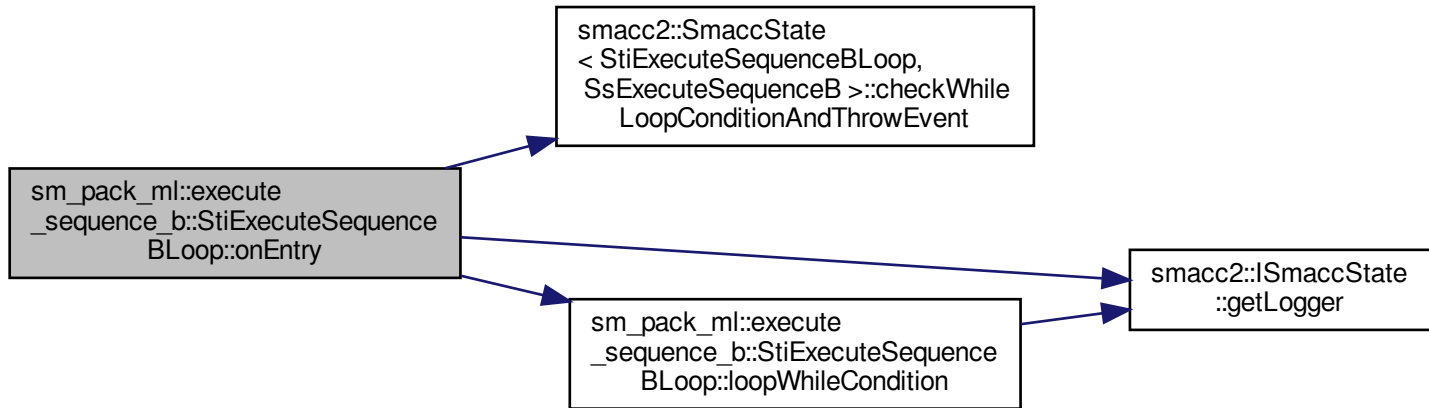 smacc2::SmaccState
< StiExecuteSequenceBLoop,
SsExecuteSequenceB >::checkWhile
LoopConditionAndThrowEvent
sm_pack_ml::execute
_sequence_b::StiExecuteSequence
BLoop::onEntry
smacc2::ISmaccState
::getLogger
sm_pack_ml::execute
_sequence_b::StiExecuteSequence
BLoop::loopWhileCondition